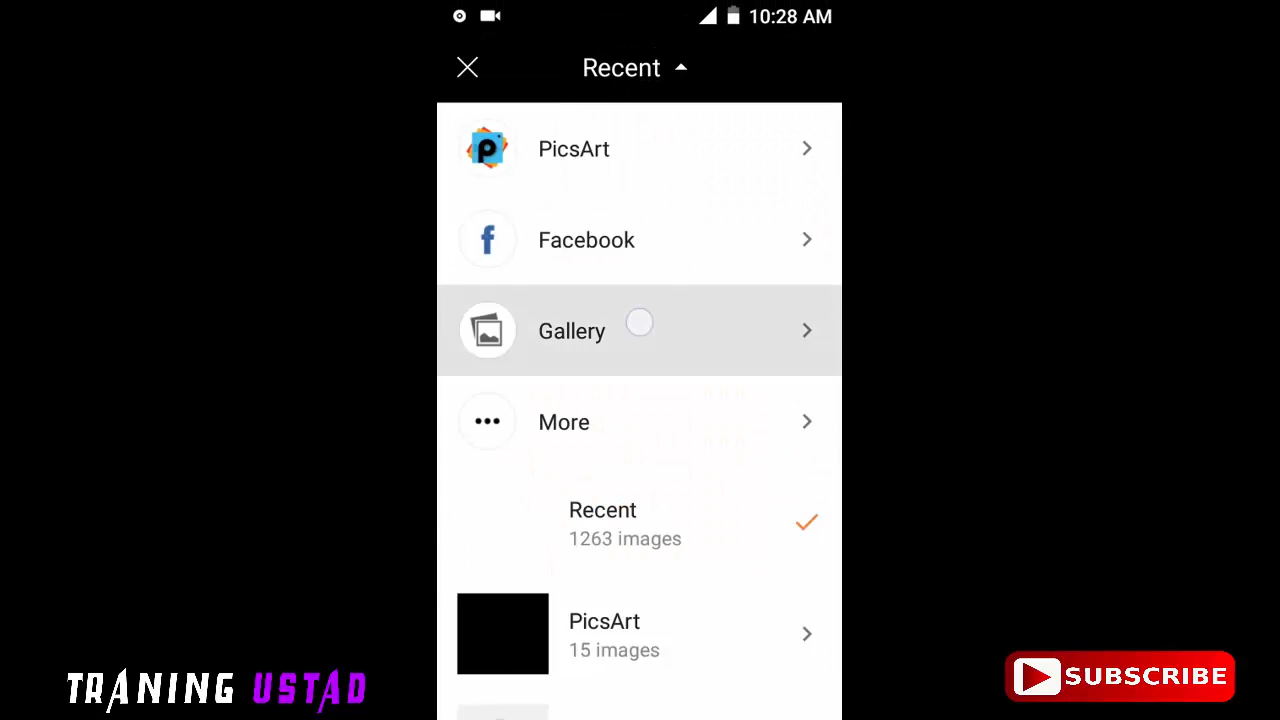 10:28 AM
Recent
PicsArt
Facebook
Gallery
More
Recent
1263 images
PicsArt
15 images
TRANING USTAD
SUBSCRIBE